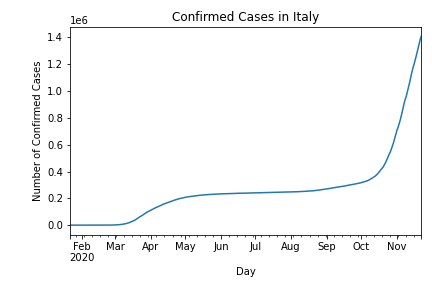 Confirmed Cases in Italy
1e6
1.4
1.2
1.0
0.8
0.6
0.4
0.2
0.0
Number of Confirmed Cases
Feb Mar Apr May Jun Jul Aug Sep Oct Nov
2020
Day